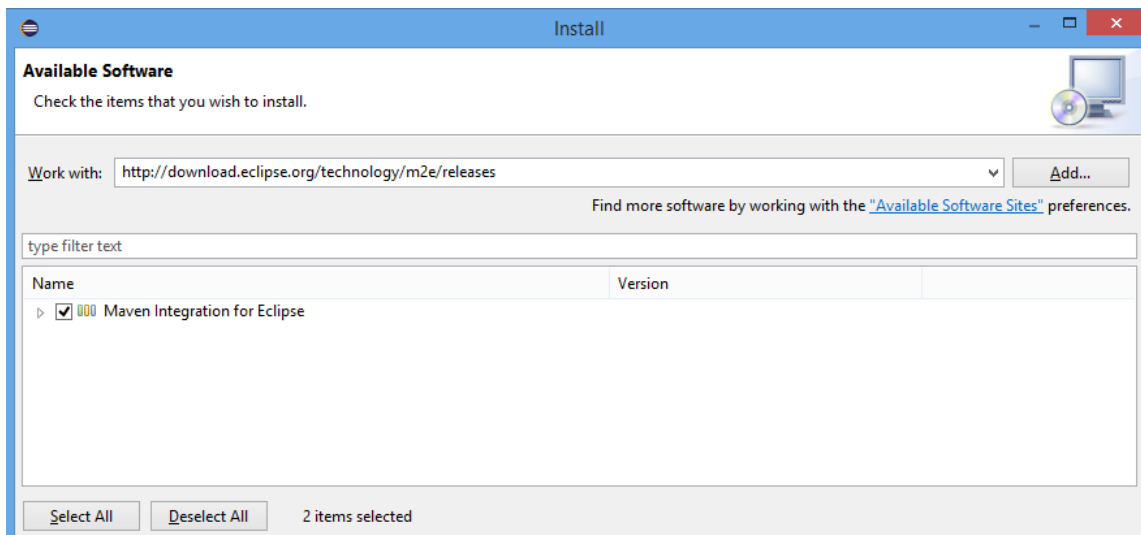 Install
Available Software
Check the items that you wish to install.
Work with: http://download.eclipse.org/technology/m2e/releases Add...
Find more software by working with the "Available Software Sites" preferences.
type filter text
Name Version
Maven Integration for Eclipse
Select All Deselect All 2 items selected